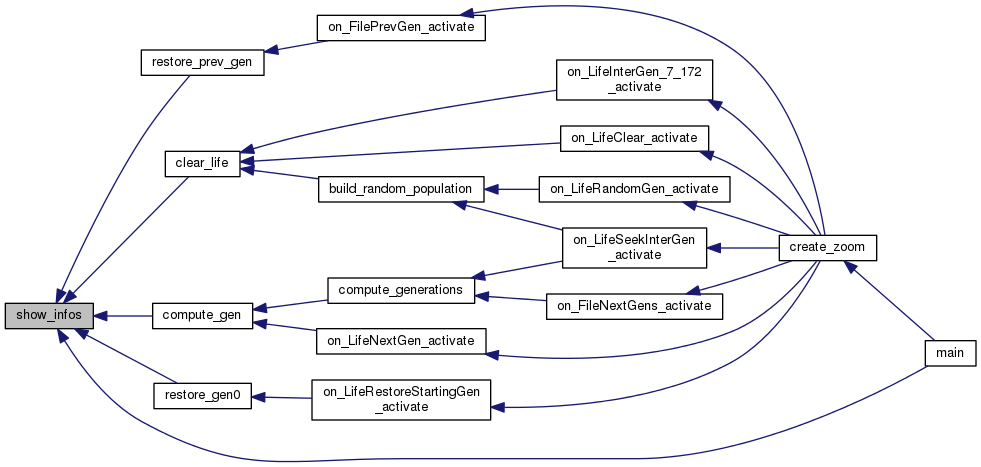 on_FilePrevGen_activate
restore_prev_gen
on_LifeInterGen_7_172
_activate
on_LifeClear_activate
clear_life
build_random_population
on_LifeRandomGen_activate
on_LifeSeekInterGen
_activate
create_zoom
compute_generations
on_FileNextGens_activate
show_infos
compute_gen
on_LifeNextGen_activate
main
restore_gen0
on_LifeRestoreStartingGen
_activate